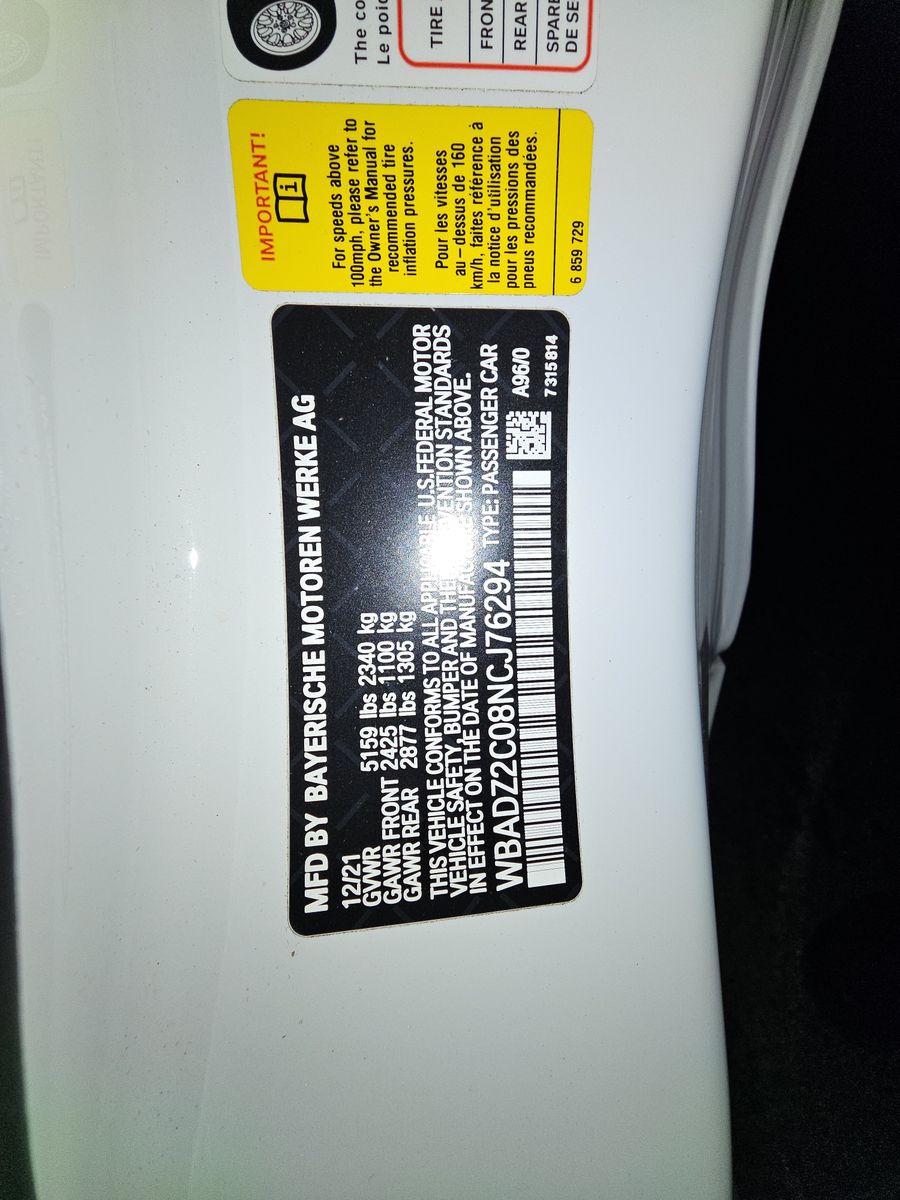 The co
Le poid
TIRE
FRON
REAR
SPARE
DE SE
IMPORTANT!
For speeds above
100mph, please refer to
the Owner's Manual for
recommended tire
inflation pressures.
Pour les vitesses
au-dessus de 160
km/h, faites référence à
la notice d'utilisation
pour les pressions des
pneus recommandées.
6 859 729
MFD BY BAYERISCHE MOTOREN WERKE AG
12/21
GVWR 5159 lbs 2340 kg
GAWR FRONT 2425 lbs 1100 kg
GAWR REAR 2877 lbs 1305 kg
THIS VEHICLE CONFORMS TO ALL APPLICABLE U.S.FEDERAL MOTOR
VEHICLE SAFETY, BUMPER AND THEFT PREVENTION STANDARDS
IN EFFECT ON THE DATE OF MANUFACTURE SHOWN ABOVE.
WBADZ2C08NCJ76294 TYPE: PASSENGER CAR
A96/0
7315814